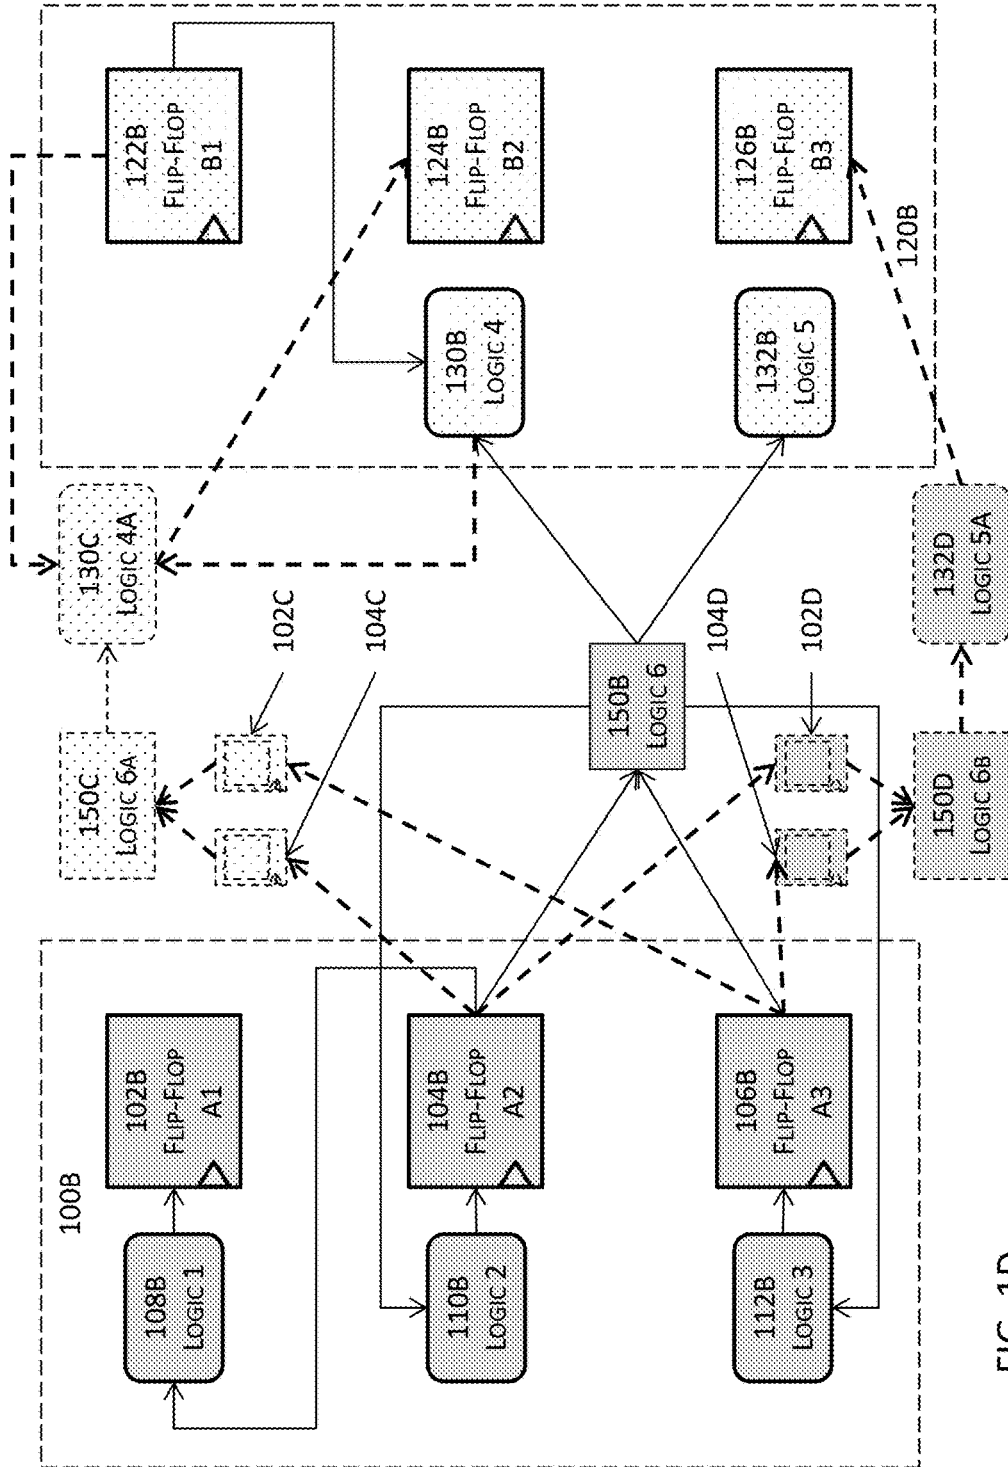 100B
108B
LOGIC 1
102B
FLIP-FLOP
A1
110B
LOGIC 2
104B
FLIP-FLOP
A2
112B
LOGIC 3
106B
FLIP-FLOP
A3
150C
LOGIC 6A
130C
LOGIC 4A
102C
104C
150B
LOGIC 6
104D
102D
150D
LOGIC 6B
132D
LOGIC 5A
122B
FLIP-FLOP
B1
130B
LOGIC 4
124B
FLIP-FLOP
B2
132B
LOGIC 5
126B
FLIP-FLOP
B3
120B
FIG. 1D